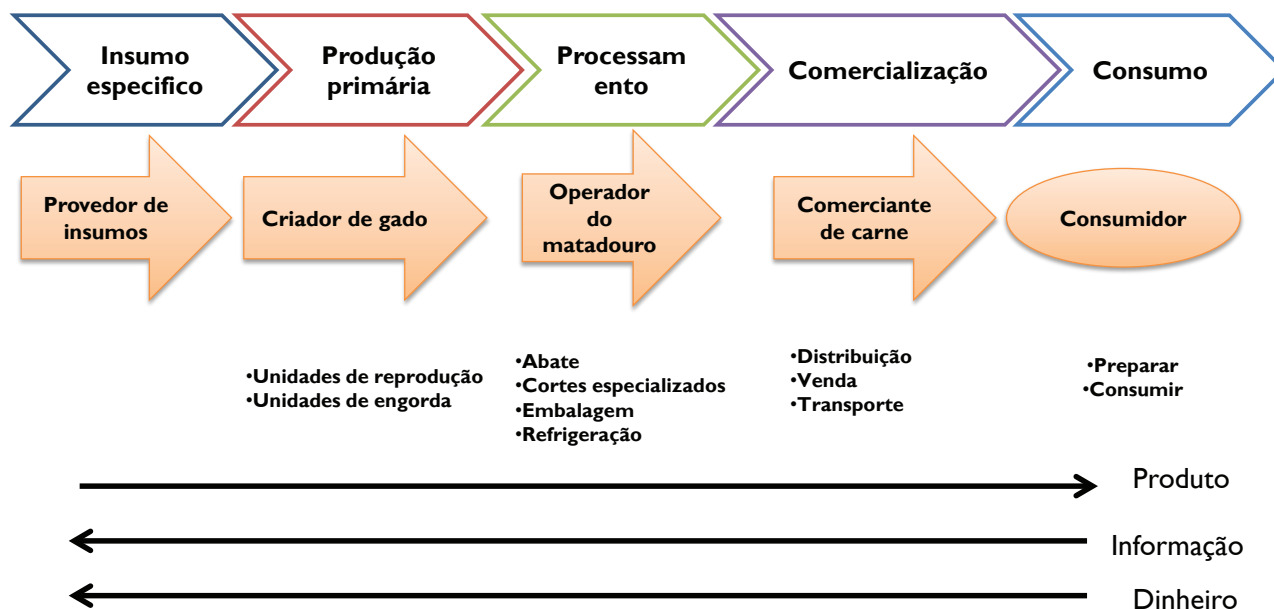 Insumo
especifico
Produção
primária
Processam
ento
Comercialização
Consumo
Provedor de
insumos
Criador de gado
Operador
do
matadouro
Comerciante
de carne
Consumidor
•Unidades de reprodução
•Unidades de engorda
•Abate
•Cortes especializados
•Embalagem
•Refrigeração
•Distribuição
•Venda
•Transporte
•Preparar
•Consumir
Produto
Informação
Dinheiro